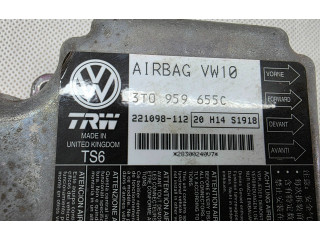 AIRBAG VW10
3T0 959 655C
TRW
221098-112 20 H14 S1918
MADE IN
UNITED KINGDOM
TS6
VORNE
FORWARD
DEVANT
AVANTI